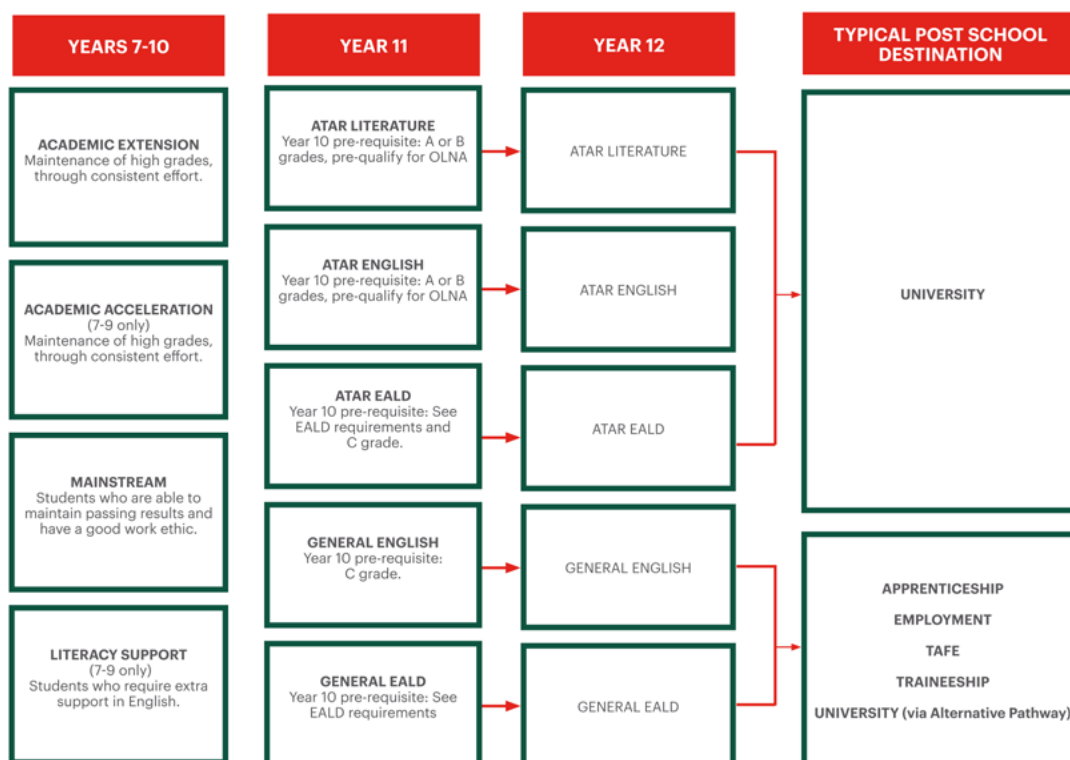 YEARS 7-10
ACADEMIC EXTENSION
Maintenance of high grades,
through consistent effort.
ACADEMIC ACCELERATION
(7-9 only)
Maintenance of high grades,
through consistent effort.
MAINSTREAM
Students who are able to
maintain passing results and
have a good work ethic.
LITERACY SUPPORT
(7-9 only)
Students who require extra
support in English.
YEAR 11
ATAR LITERATURE
Year 10 pre-requisite: A or B
grades, pre-qualify for OLNA
ATAR ENGLISH
Year 10 pre-requisite: A or B
grades, pre-qualify for OLNA
ATAR EALD
Year 10 pre-requisite: See
EALD requirements and
C grade.
GENERAL ENGLISH
Year 10 pre-requisite:
C grade.
GENERAL EALD
Year 10 pre-requisite: See
EALD requirements
YEAR 12
ATAR LITERATURE
ATAR ENGLISH
ATAR EALD
GENERAL ENGLISH
GENERAL EALD
TYPICAL POST SCHOOL
DESTINATION
UNIVERSITY
APPRENTICESHIP
EMPLOYMENT
TAFE
TRAINEESHIP
UNIVERSITY (via Alternative Pathway)